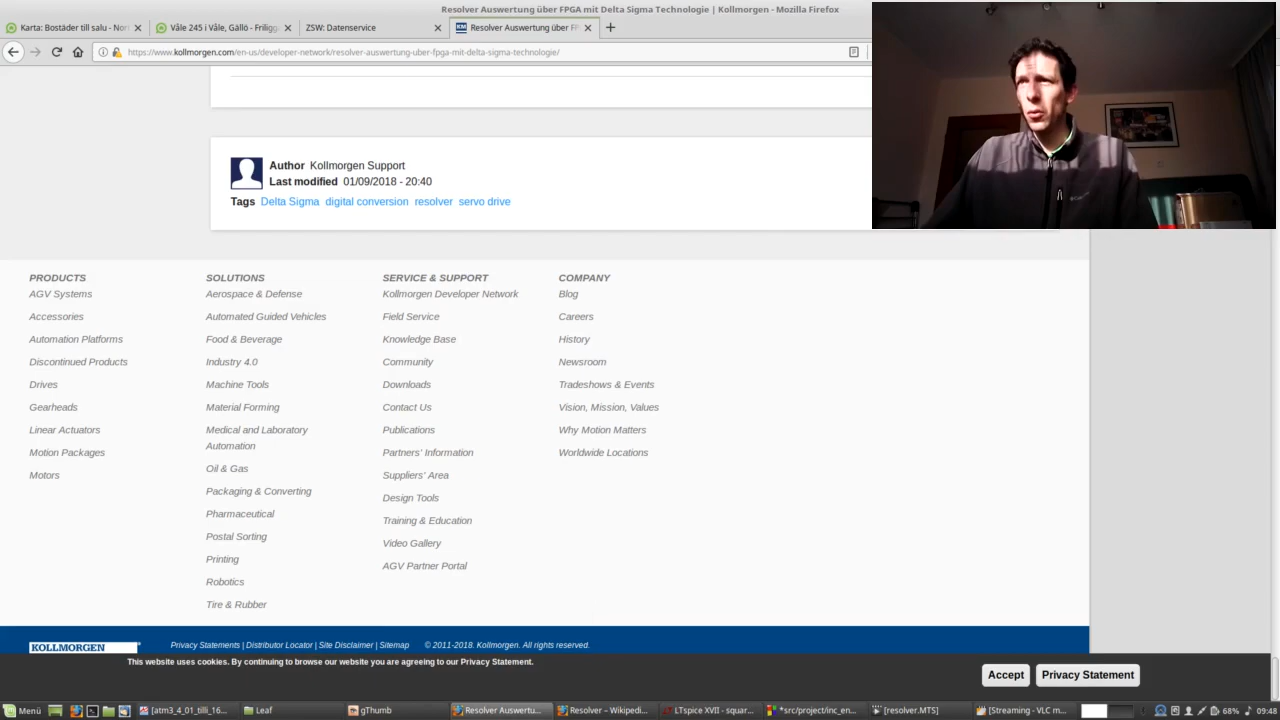 Resolver Auswertung über FPGA mit Delta Sigma Technologie | Kollmorgen - Mozilla Firefox
Karta: Bostäder till salu - Nor
Våle 245 i Våle, Gällö - Friligg
ZSW: Datenservice
Resolver Auswertung über F
https://www.kollmorgen.com/en-us/developer-network/resolver-auswertung-uber-fpga-mit-delta-sigma-technologie/
Author Kollmorgen Support
Last modified 01/09/2018 - 20:40
Tags Delta Sigma digital conversion resolver servo drive
PRODUCTS
AGV Systems
Accessories
Automation Platforms
Discontinued Products
Drives
Gearheads
Linear Actuators
Motion Packages
Motors
SOLUTIONS
Aerospace & Defense
Automated Guided Vehicles
Food & Beverage
Industry 4.0
Machine Tools
Material Forming
Medical and Laboratory
Automation
Oil & Gas
Packaging & Converting
Pharmaceutical
Postal Sorting
Printing
Robotics
Tire & Rubber
SERVICE & SUPPORT
Kollmorgen Developer Network
Field Service
Knowledge Base
Community
Downloads
Contact Us
Publications
Partners' Information
Suppliers' Area
Design Tools
Training & Education
Video Gallery
AGV Partner Portal
COMPANY
Blog
Careers
History
Newsroom
Tradeshows & Events
Vision, Mission, Values
Why Motion Matters
Worldwide Locations
KOLLMORGEN
Privacy Statements | Distributor Locator | Site Disclaimer | Sitemap © 2011-2018. Kollmorgen. All rights reserved.
This website uses cookies. By continuing to browse our website you are agreeing to our Privacy Statement.
Accept
Privacy Statement
Menü
[atm3_4_01_tilli_16...
Leaf
gThumb
Resolver Auswertu...
Resolver – Wikipedi...
LTspice XVII - squar...
*src/project/inc_en...
[resolver.MTS]
[Streaming - VLC m...
68%
09:48